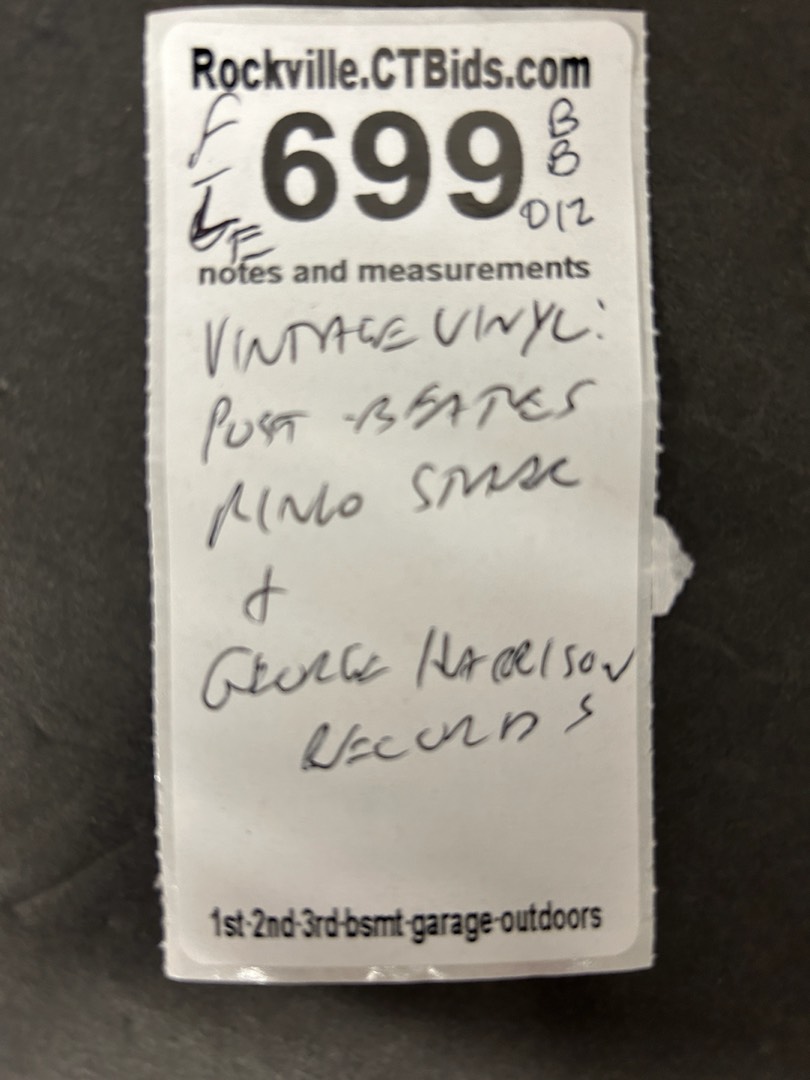 Rockville.CTBids.com
699
B
B
D12
notes and measurements
VINTAGE VINYL:
POST-BEATLES
RINGO STARR
&
GEORGE HARRISON
RECORDS
1st-2nd-3rd-bsmt-garage-outdoors